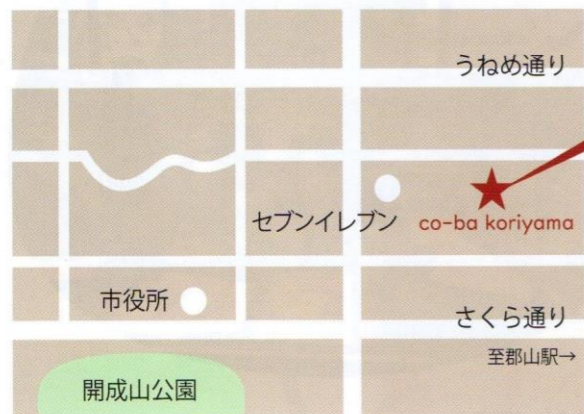 うねめ通り
セブンイレブン
co-ba koriyama
市役所
さくら通り
至郡山駅→
開成山公園